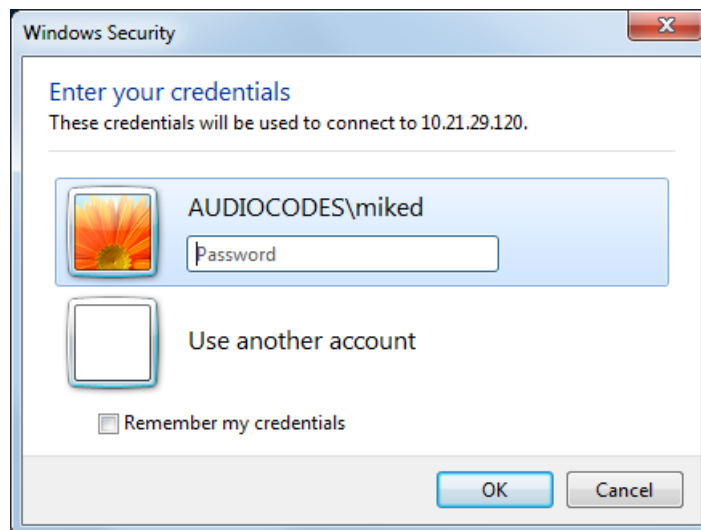 Windows Security
Enter your credentials
These credentials will be used to connect to 10.21.29.120.
AUDIOCODES\miked
Password
Use another account
Remember my credentials
OK
Cancel